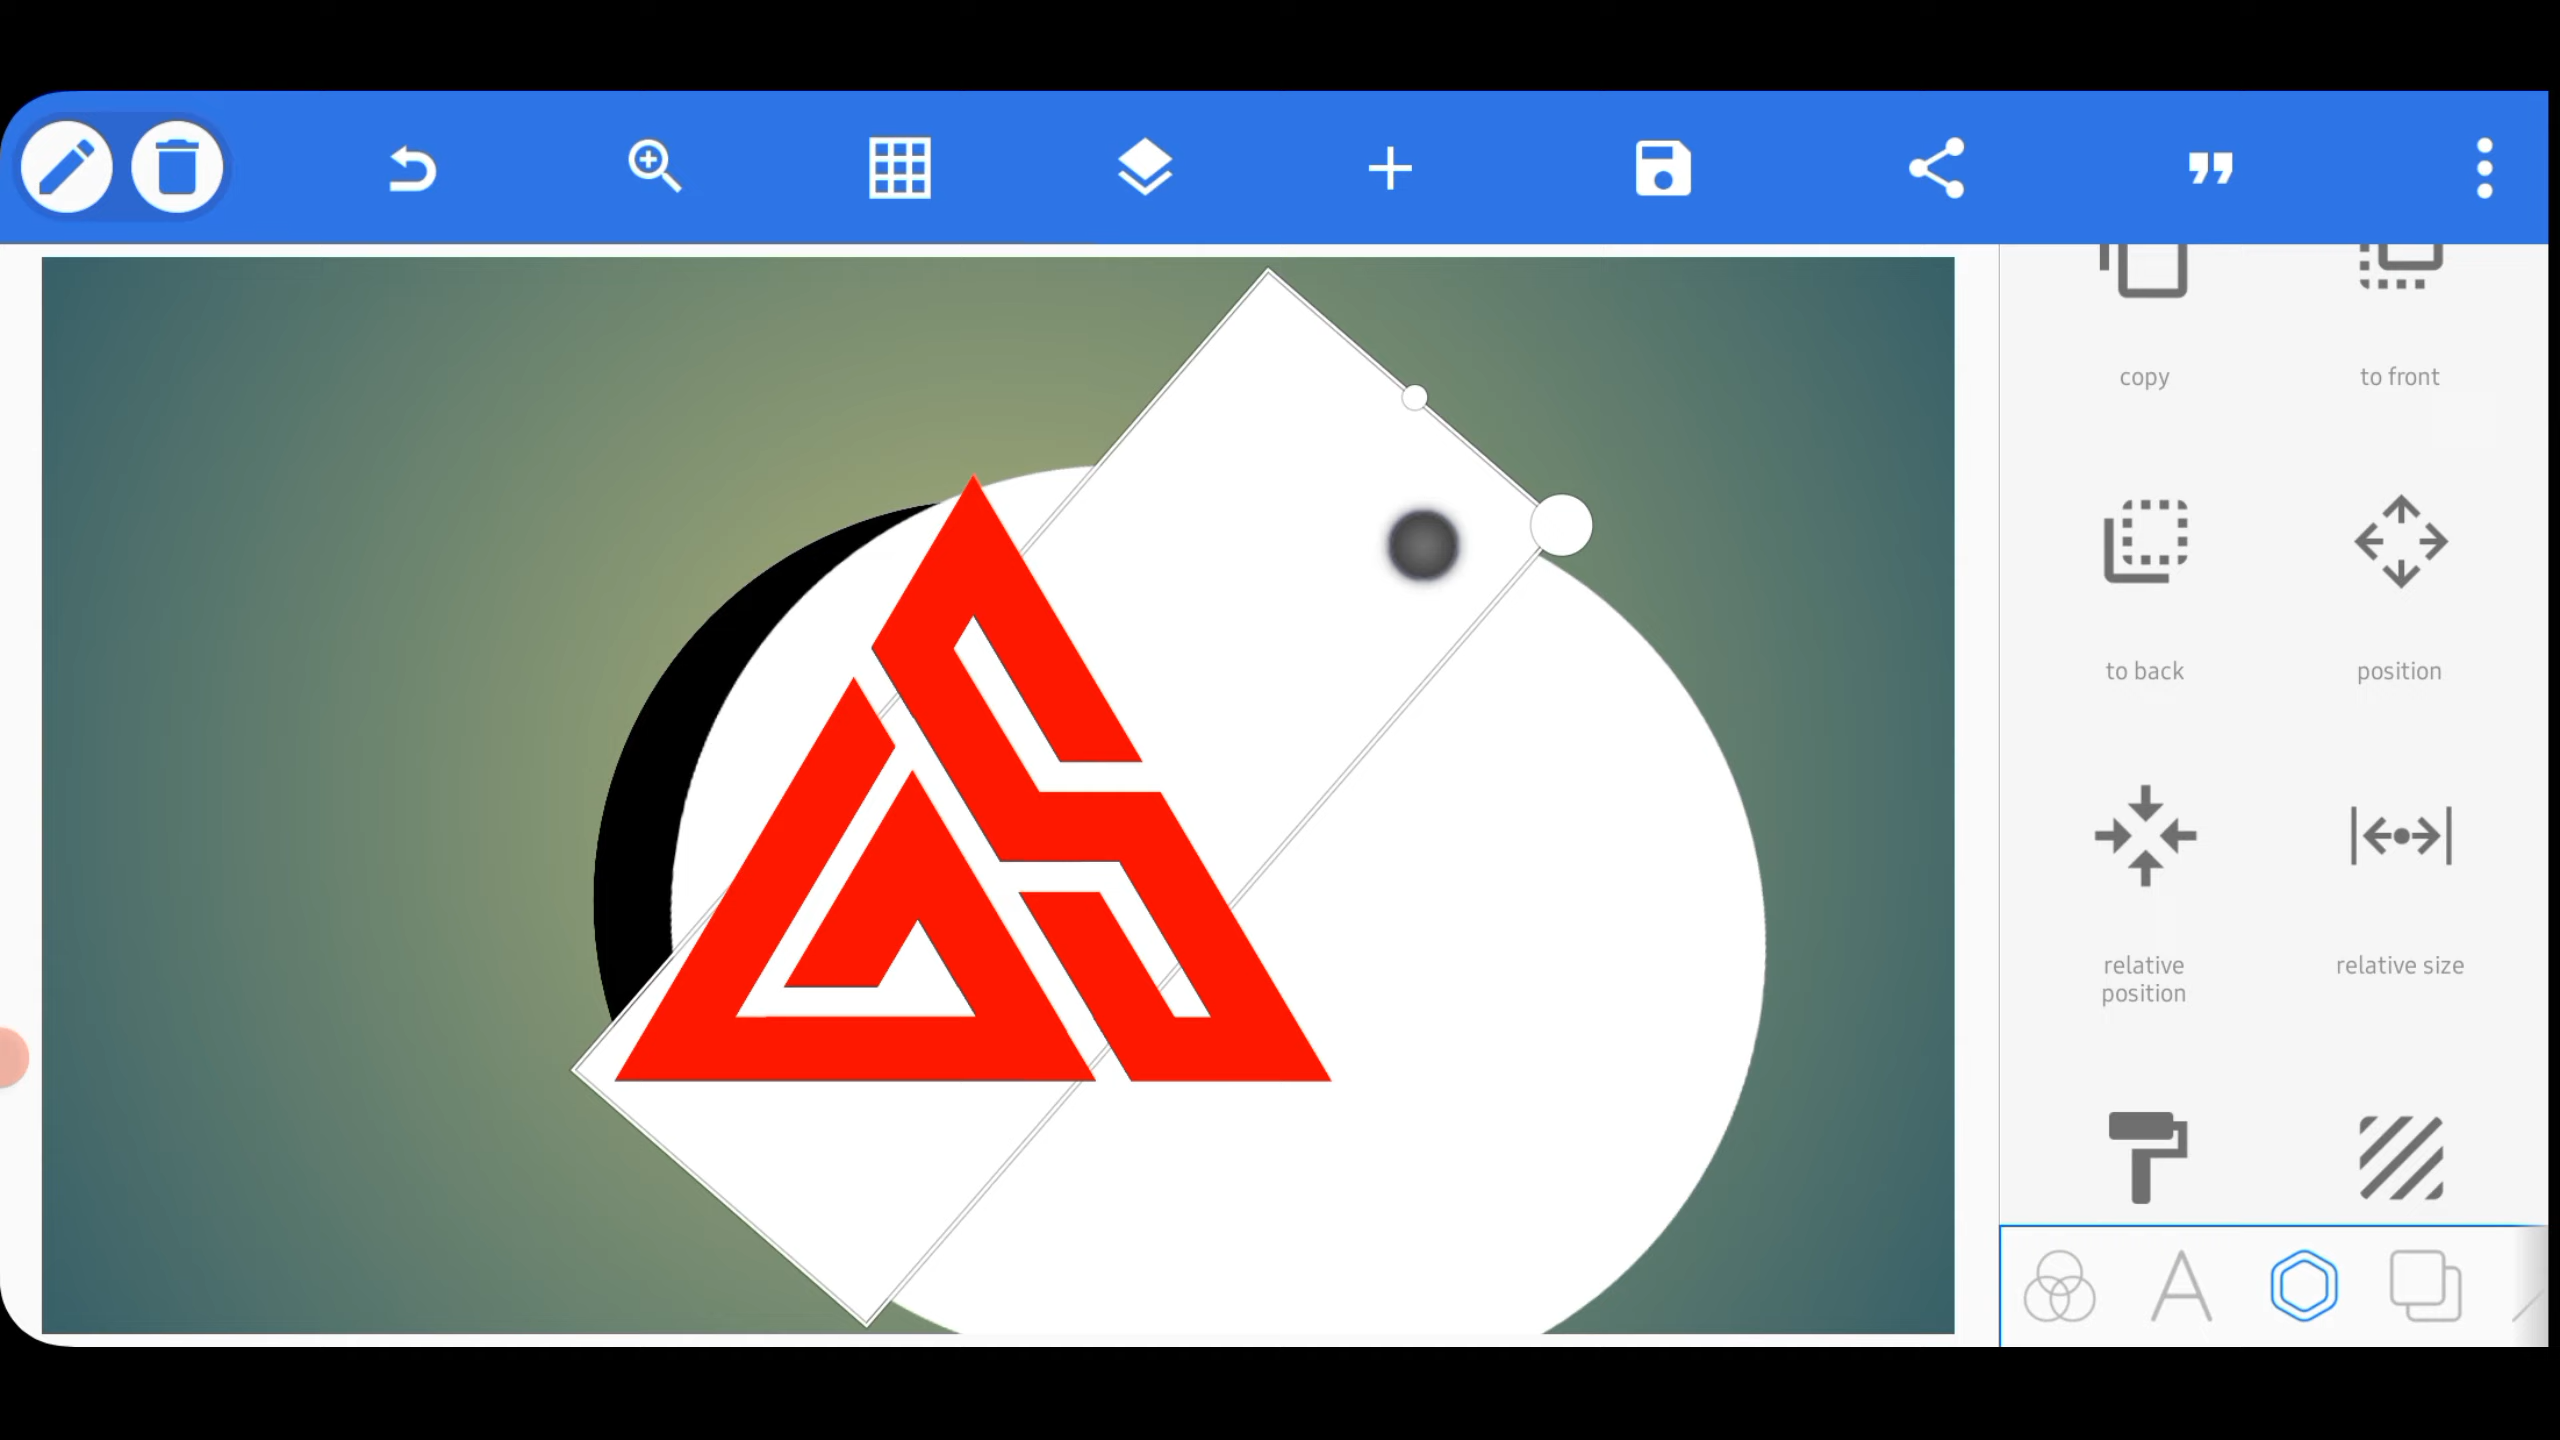 copy
to front
to back
position
relative
position
relative size